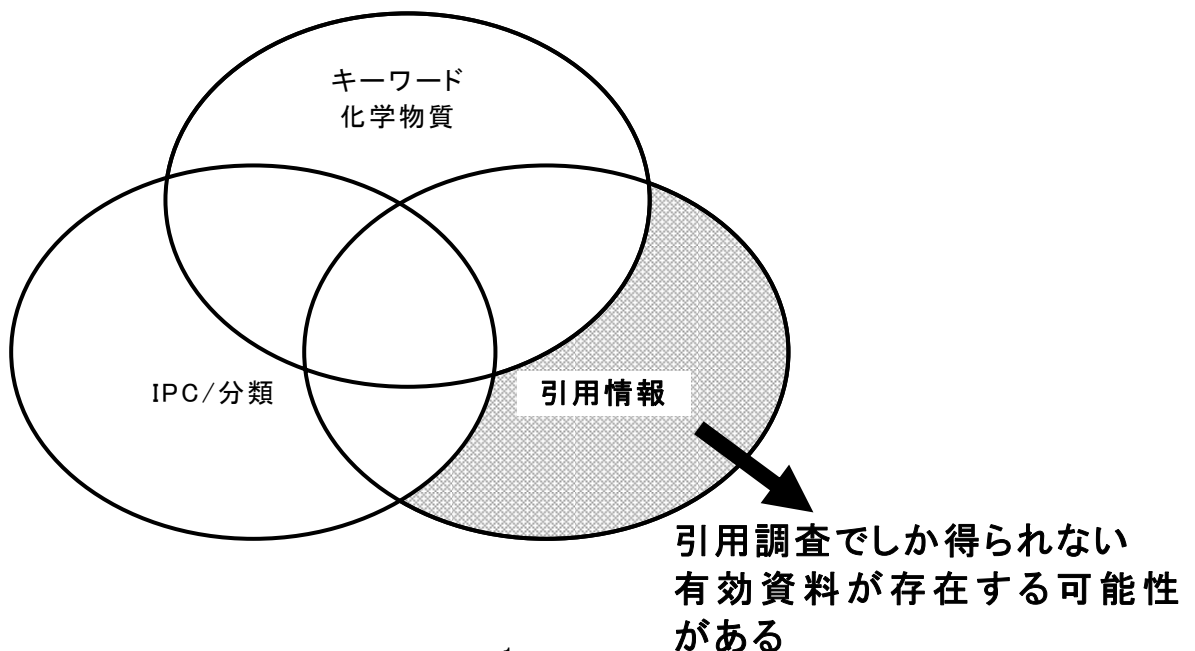 キーワード
化学物質
IPC/分類
引用情報
引用調査でしか得られない
有効資料が存在する可能性
がある